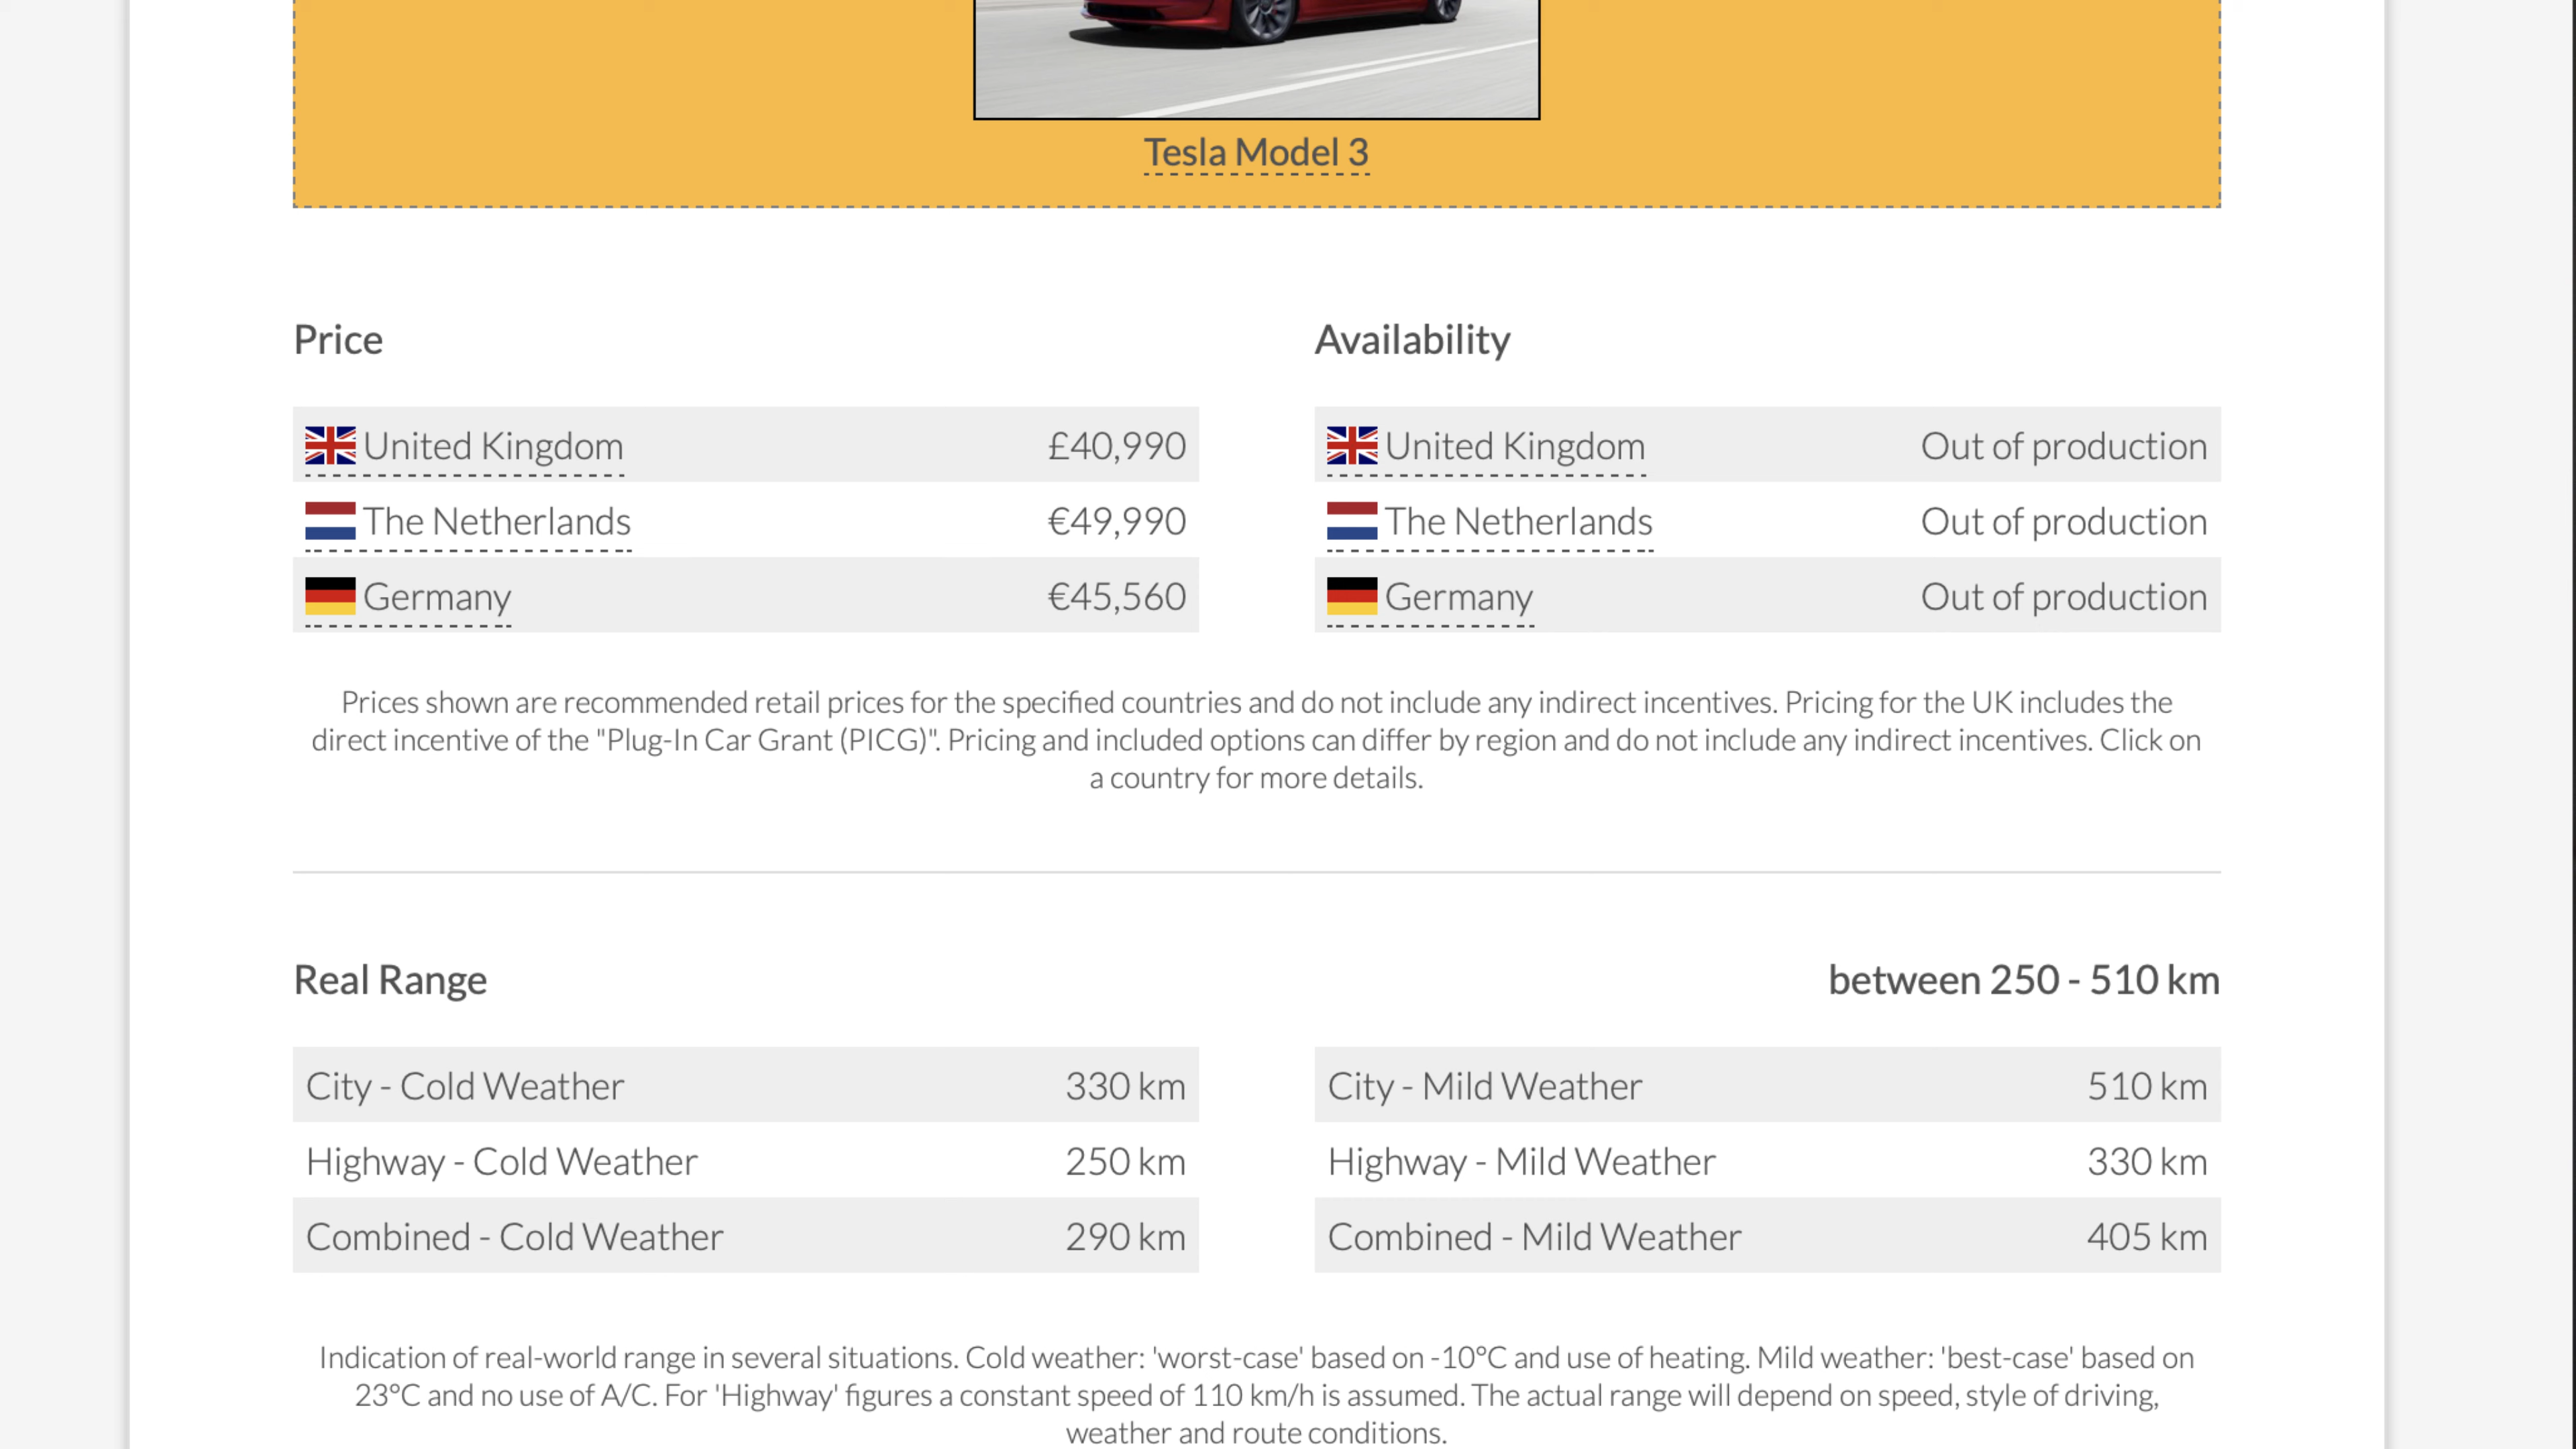 Tesla Model 3
Price
United Kingdom £40,990
The Netherlands €49,990
Germany €45,560
Availability
United Kingdom Out of production
The Netherlands Out of production
Germany Out of production
Prices shown are recommended retail prices for the specified countries and do not include any indirect incentives. Pricing for the UK includes the
direct incentive of the "Plug-In Car Grant (PICG)". Pricing and included options can differ by region and do not include any indirect incentives. Click on
a country for more details.
Real Range between 250 - 510 km
City - Cold Weather 330 km
Highway - Cold Weather 250 km
Combined - Cold Weather 290 km
City - Mild Weather 510 km
Highway - Mild Weather 330 km
Combined - Mild Weather 405 km
Indication of real-world range in several situations. Cold weather: 'worst-case' based on -10°C and use of heating. Mild weather: 'best-case' based on
23°C and no use of A/C. For 'Highway' figures a constant speed of 110 km/h is assumed. The actual range will depend on speed, style of driving,
weather and route conditions.